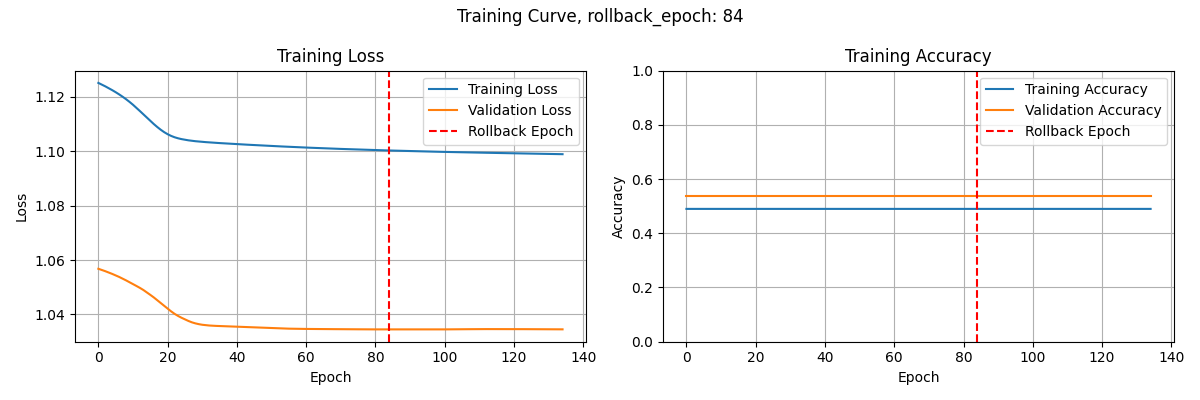 Training Curve, rollback_epoch: 84
Training Loss
Loss
1.12
1.10
1.08
1.06
1.04
0 20 40 60 80 100 120 140
Epoch
Training Loss
Validation Loss
Rollback Epoch
Training Accuracy
Accuracy
1.0
0.8
0.6
0.4
0.2
0.0
0 20 40 60 80 100 120 140
Epoch
Training Accuracy
Validation Accuracy
Rollback Epoch